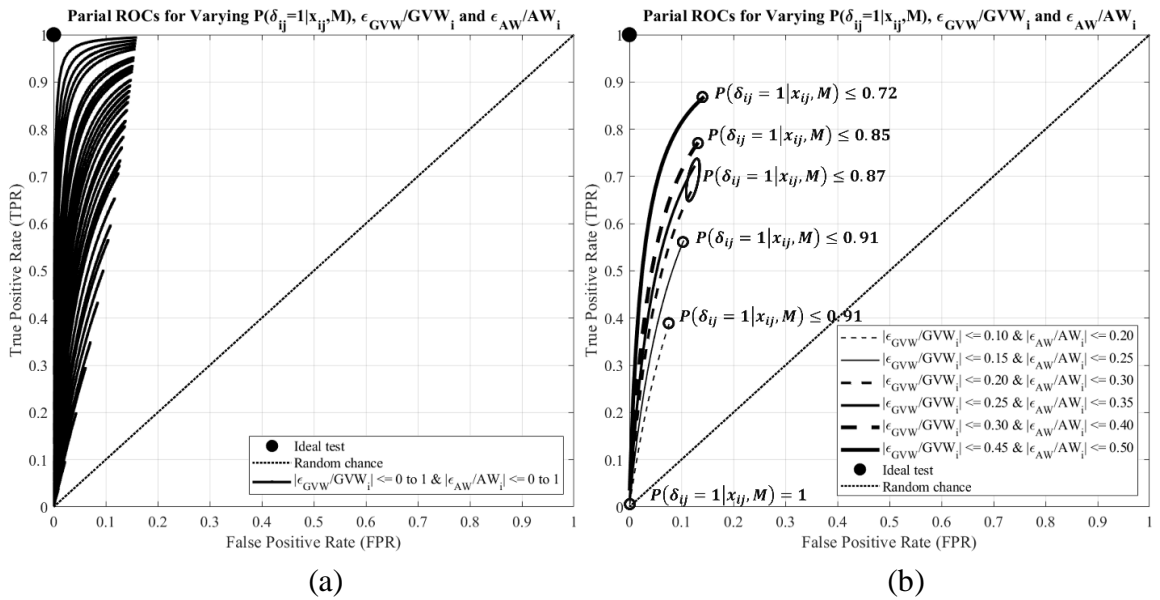 Parial ROCs for Varying P(δij=1|xij,M), ϵGVW/GVWi and ϵAW/AWi
1
0.9
0.8
0.7
0.6
0.5
0.4
0.3
0.2
0.1
0
True Positive Rate (TPR)
Ideal test
Random chance
|ϵGVW/GVWi| <=0 to 1 & |ϵAW/AWi| <=0 to 1
0 0.1 0.2 0.3 0.4 0.5 0.6 0.7 0.8 0.9 1
False Positive Rate (FPR)
(a)
Parial ROCs for Varying P(δij=1|xij,M), ϵGVW/GVWi and ϵAW/AWi
1
0.9
0.8
0.7
0.6
0.5
0.4
0.3
0.2
0.1
0
True Positive Rate (TPR)
P(δij = 1|xij, M) ≤ 0.72
P(δij = 1|xij, M) ≤ 0.85
P(δij = 1|xij, M) ≤ 0.87
P(δij = 1|xij, M) ≤ 0.91
P(δij = 1|xij, M) ≤ 0.91
P(δij = 1|xij, M) = 1
|ϵGVW/GVWi| <=0.10 & |ϵAW/AWi| <=0.20
|ϵGVW/GVWi| <=0.15 & |ϵAW/AWi| <=0.25
|ϵGVW/GVWi| <=0.20 & |ϵAW/AWi| <=0.30
|ϵGVW/GVWi| <=0.25 & |ϵAW/AWi| <=0.35
|ϵGVW/GVWi| <=0.30 & |ϵAW/AWi| <=0.40
|ϵGVW/GVWi| <=0.45 & |ϵAW/AWi| <=0.50
Ideal test
Random chance
0 0.1 0.2 0.3 0.4 0.5 0.6 0.7 0.8 0.9 1
False Positive Rate (FPR)
(b)